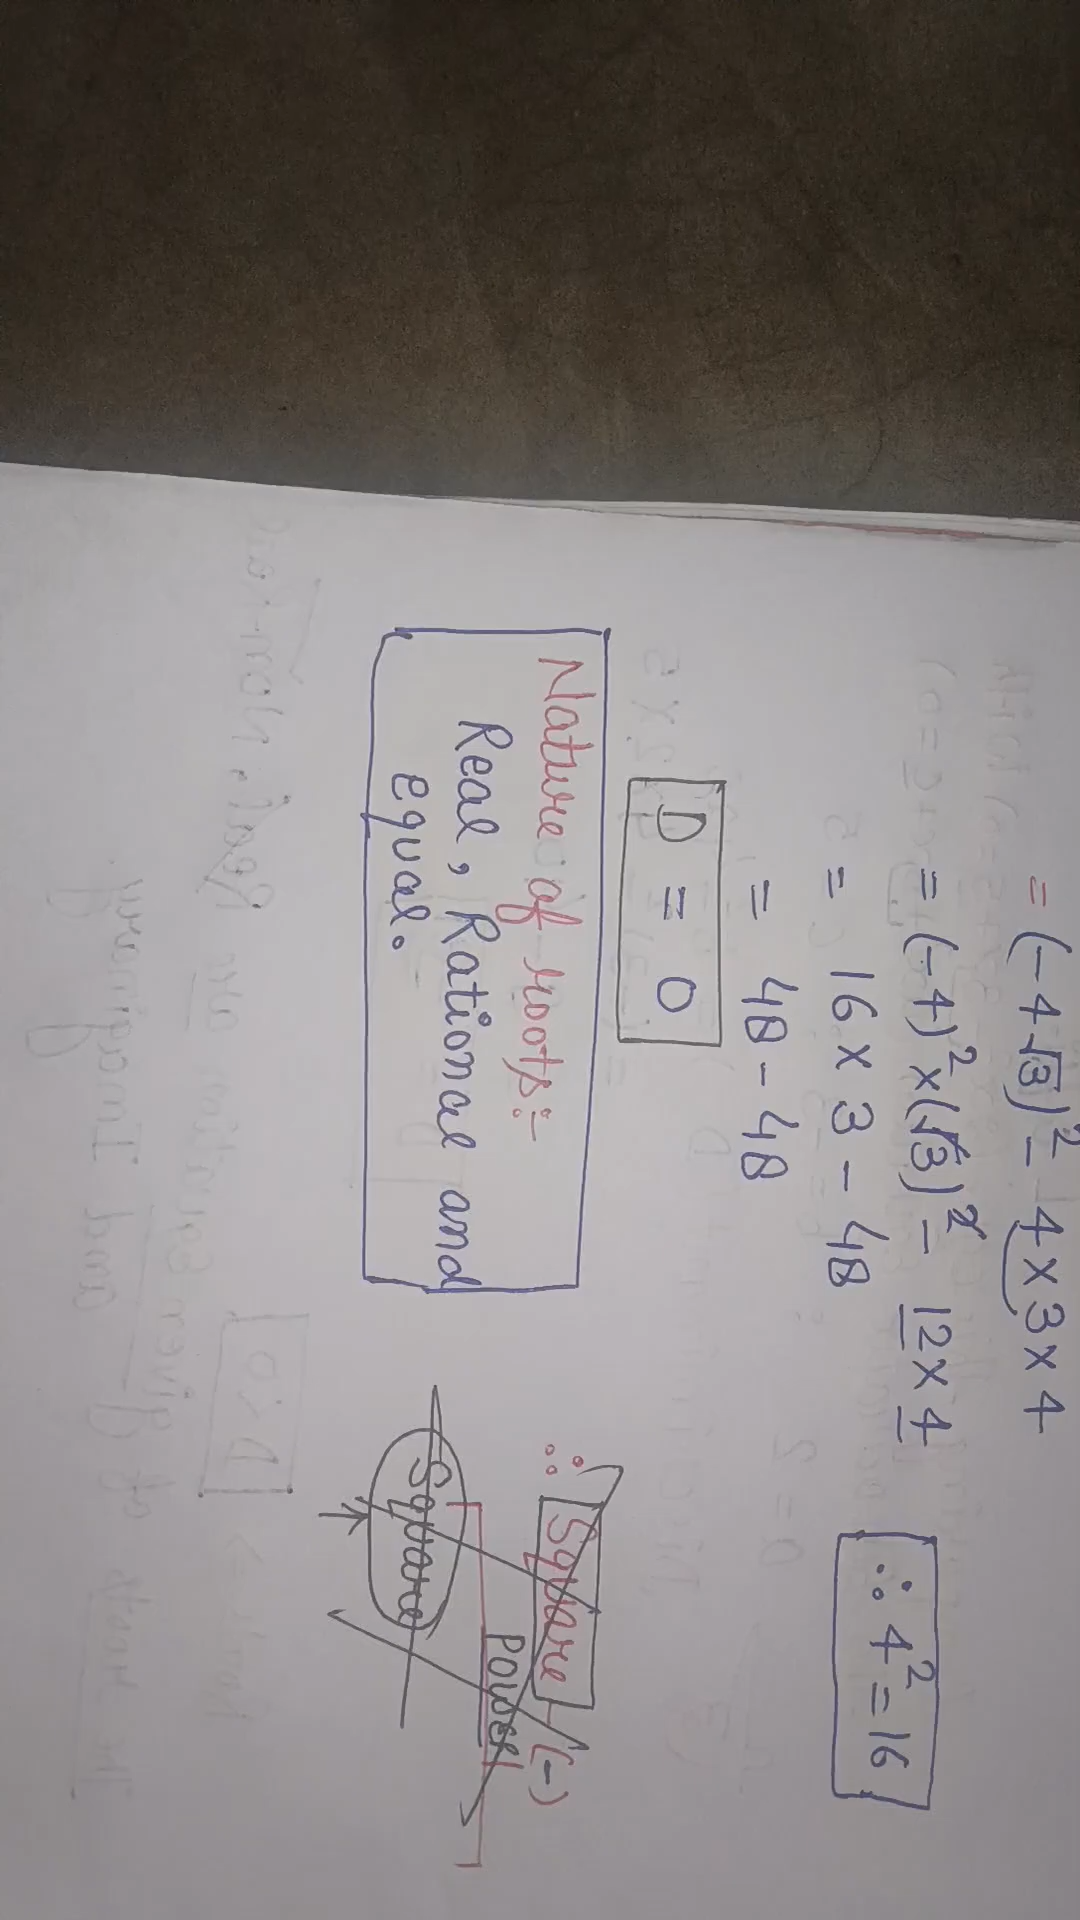 = (-4√3)² - 4×3×4
= (-4)²×(√3)² - 12×4
= 16×3 - 48
∴ 4² = 16
= 48 - 48
D = 0
Nature of roots:-
Real, Rational and
equal.
∴ Square (-)
Power
Square